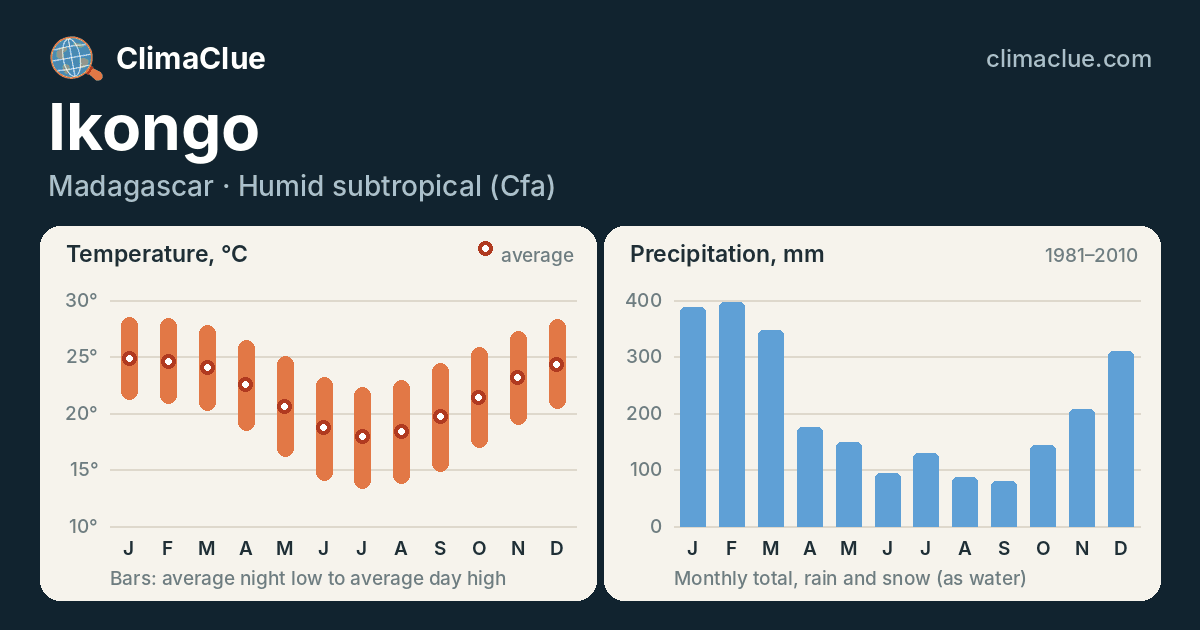 ClimaClue
climaclue.com
Ikongo
Madagascar · Humid subtropical (Cfa)
Temperature, °C
average
30°
25°
20°
15°
10°
J F M A M J J A S O N D
Bars: average night low to average day high
Precipitation, mm
1981–2010
400
300
200
100
0
J F M A M J J A S O N D
Monthly total, rain and snow (as water)